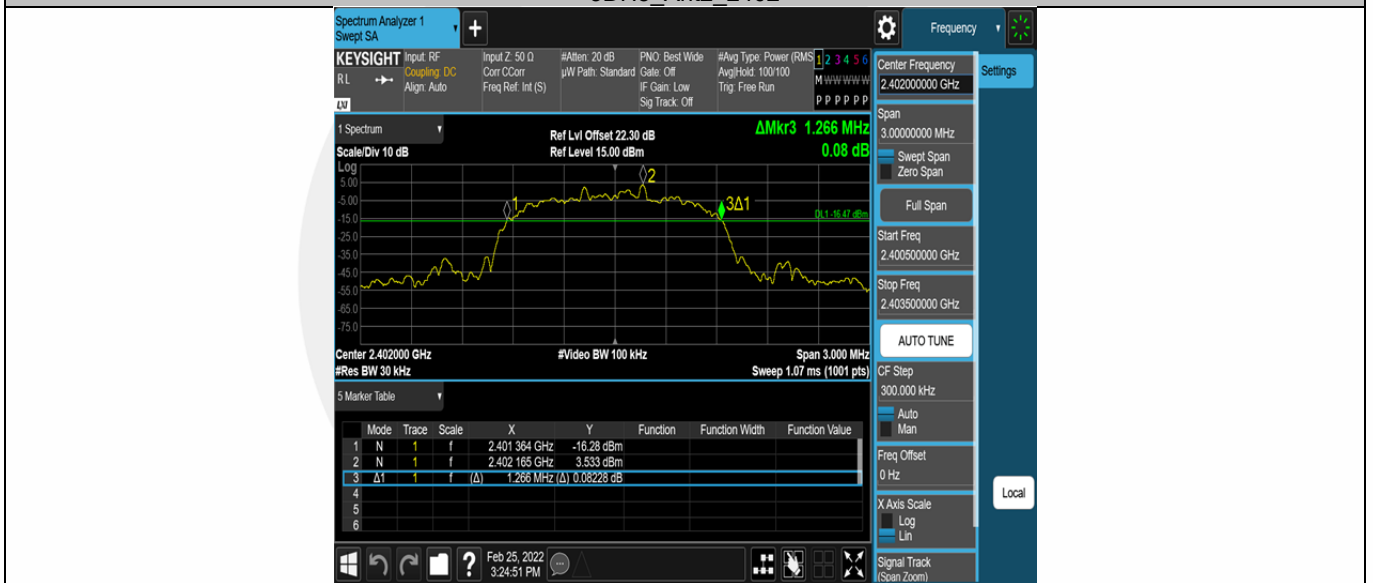 Spectrum Analyzer 1
Swept SA
+
Frequency
KEYSIGHT
RL
LXI
Input: RF
Coupling: DC
Align: Auto
Input Z: 50 Ω
Corr CCorr
Freq Ref: Int (S)
#Atten: 20 dB
µW Path: Standard
PNO: Best Wide
Gate: Off
IF Gain: Low
Sig Track: Off
#Avg Type: Power (RMS
Avg|Hold: 100/100
Trig: Free Run
1 2 3 4 5 6
M W W W W W
P P P P P P
1 Spectrum
Scale/Div 10 dB
Ref Lvl Offset 22.30 dB
Ref Level 15.00 dBm
ΔMkr3 1.266 MHz
0.08 dB
Log
5.00
-5.00
-15.0
-25.0
-35.0
-45.0
-55.0
-65.0
-75.0
1
2
3Δ1
DL1 -16.47 dBm
Center 2.402000 GHz
#Video BW 100 kHz
Span 3.000 MHz
#Res BW 30 kHz
Sweep 1.07 ms (1001 pts)
5 Marker Table
Mode Trace Scale X Y Function Function Width Function Value
1 N 1 f 2.401 364 GHz -16.28 dBm
2 N 1 f 2.402 165 GHz 3.533 dBm
3 Δ1 1 f (Δ) 1.266 MHz (Δ) 0.08228 dB
4
5
6
?
Feb 25, 2022
3:24:51 PM
Center Frequency
2.402000000 GHz
Settings
Span
3.00000000 MHz
Swept Span
Zero Span
Full Span
Start Freq
2.400500000 GHz
Stop Freq
2.403500000 GHz
AUTO TUNE
CF Step
300.000 kHz
Auto
Man
Freq Offset
0 Hz
X Axis Scale
Log
Lin
Local
Signal Track
(Span Zoom)